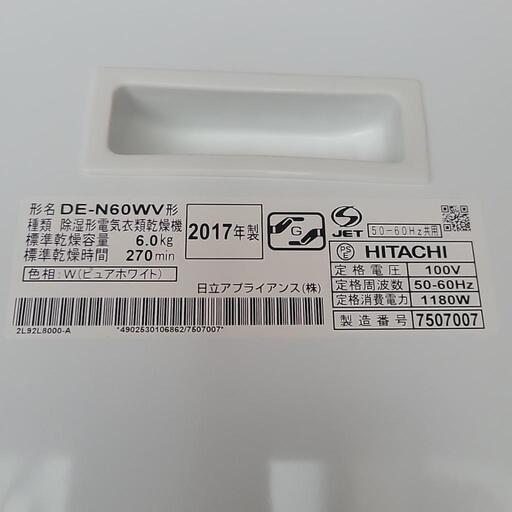 形名 DE-N60WV形
種類 除湿形電気衣類乾燥機
標準乾燥容量 6.0kg
標準乾燥時間 270min
色相:W(ピュアホワイト)
2017年製
G
S
JET
50-60Hz共用
PS E
HITACHI
定格電圧 100V
定格周波数 50-60Hz
定格消費電力 1180W
製造番号 7507007
日立アプライアンス(株)
2L92L8000-A
*4902530106862/7507007*